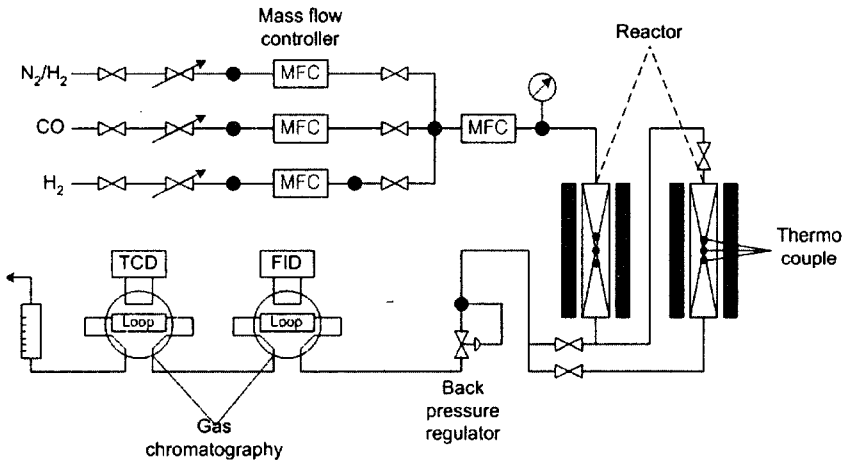 Mass flow
controller
Reactor
N₂/H₂
MFC
CO
MFC
MFC
H₂
MFC
Thermo
couple
TCD
FID
Loop
Loop
Back
pressure
regulator
Gas
chromatography